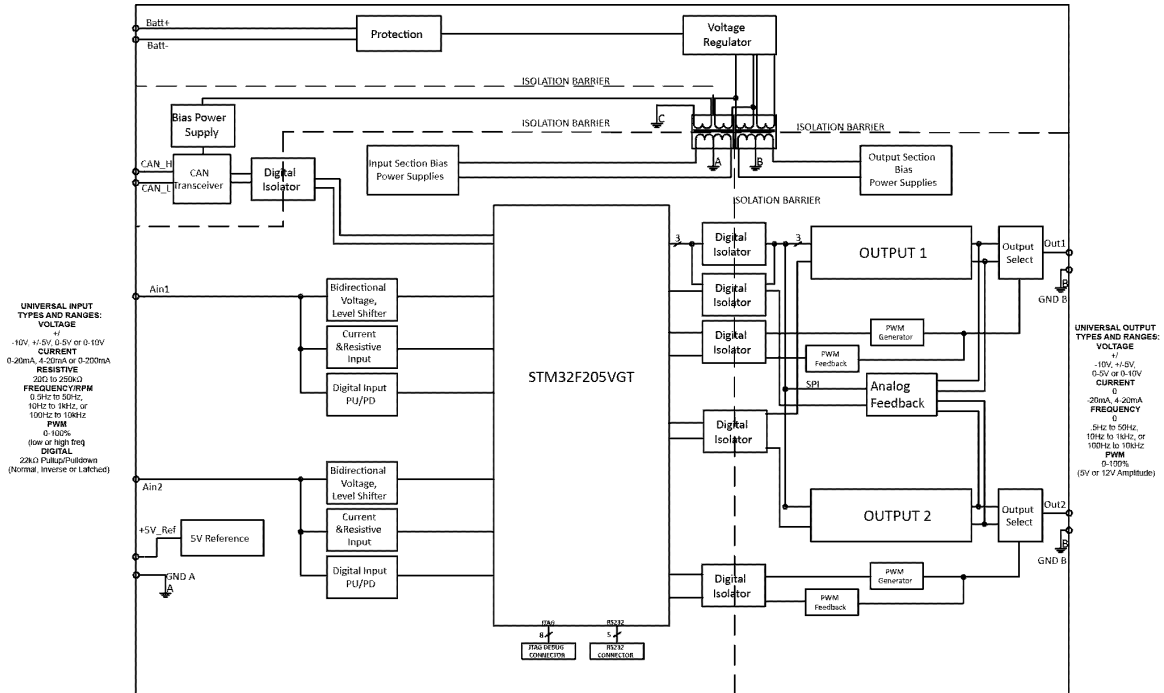 Batt+
Batt-
Protection
Voltage
Regulator
ISOLATION BARRIER
Bias Power
Supply
C
ISOLATION BARRIER
ISOLATION BARRIER
CAN_H
CAN_L
CAN
Transceiver
Digital
Isolator
Input Section Bias
Power Supplies
A
B
Output Section
Bias
Power Supplies
ISOLATION BARRIER
3
Digital
Isolator
3
OUTPUT 1
Output
Select
Out1
B
GND B
Ain1
Bidirectional
Voltage,
Level Shifter
Current
&Resistive
Input
Digital Input
PU/PD
Digital
Isolator
Digital
Isolator
PWM
Generator
PWM
Feedback
STM32F205VGT
SPI
Analog
Feedback
Digital
Isolator
UNIVERSAL INPUT
TYPES AND RANGES:
VOLTAGE
+/
-10V, +/-5V, 0-5V or 0-10V
CURRENT
0-20mA, 4-20mA or 0-200mA
RESISTIVE
20Ω to 250kΩ
FREQUENCY/RPM
0.5Hz to 50Hz,
10Hz to 1kHz, or
100Hz to 10kHz
PWM
0-100%
(low or high freq)
DIGITAL
22kΩ Pullup/Pulldown
(Normal, Inverse or Latched)
UNIVERSAL OUTPUT
TYPES AND RANGES:
VOLTAGE
+/
-10V, +/-5V,
0-5V or 0-10V
CURRENT
0
-20mA, 4-20mA
FREQUENCY
0
.5Hz to 50Hz,
10Hz to 1kHz, or
100Hz to 10kHz
PWM
0-100%
(5V or 12V Amplitude)
Ain2
Bidirectional
Voltage,
Level Shifter
Current
&Resistive
Input
Digital Input
PU/PD
+5V_Ref
5V Reference
GND A
A
OUTPUT 2
Output
Select
Out2
B
GND B
Digital
Isolator
PWM
Generator
PWM
Feedback
JTAG
8
JTAG DEBUG
CONNECTOR
RS232
5
RS232
CONNECTOR